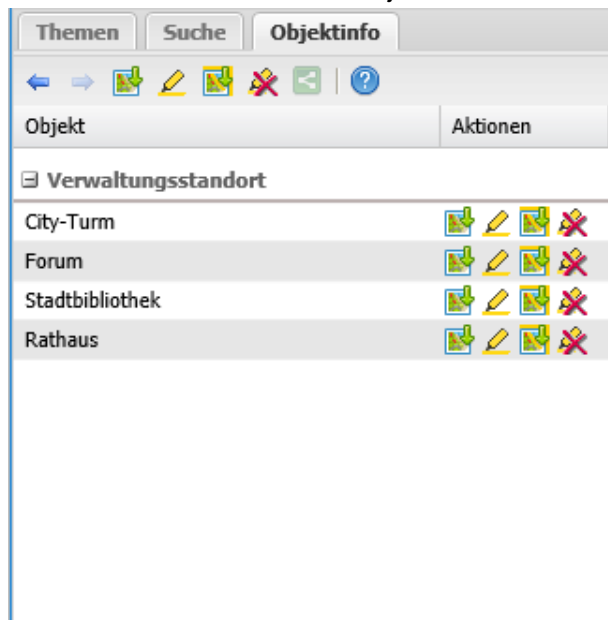 Themen Suche Objektinfo
Objekt Aktionen
Verwaltungsstandort
City-Turm
Forum
Stadtbibliothek
Rathaus